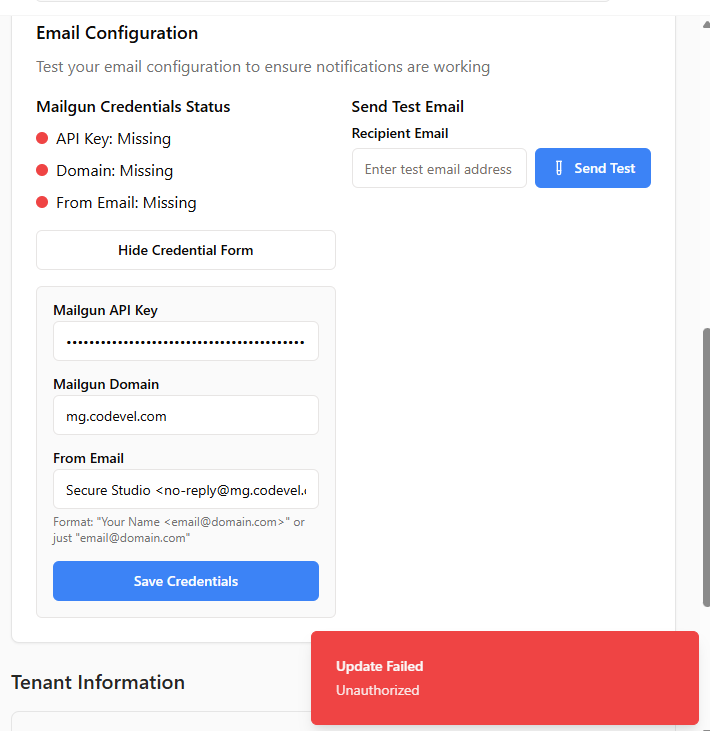 Email Configuration
Test your email configuration to ensure notifications are working
Mailgun Credentials Status
API Key: Missing
Domain: Missing
From Email: Missing
Hide Credential Form
Mailgun API Key
••••••••••••••••••••••••••••••••••••••••••
Mailgun Domain
mg.codevel.com
From Email
Secure Studio <no-reply@mg.codevel.
Format: "Your Name <email@domain.com>" or
just "email@domain.com"
Save Credentials
Send Test Email
Recipient Email
Enter test email address
Send Test
Tenant Information
Update Failed
Unauthorized